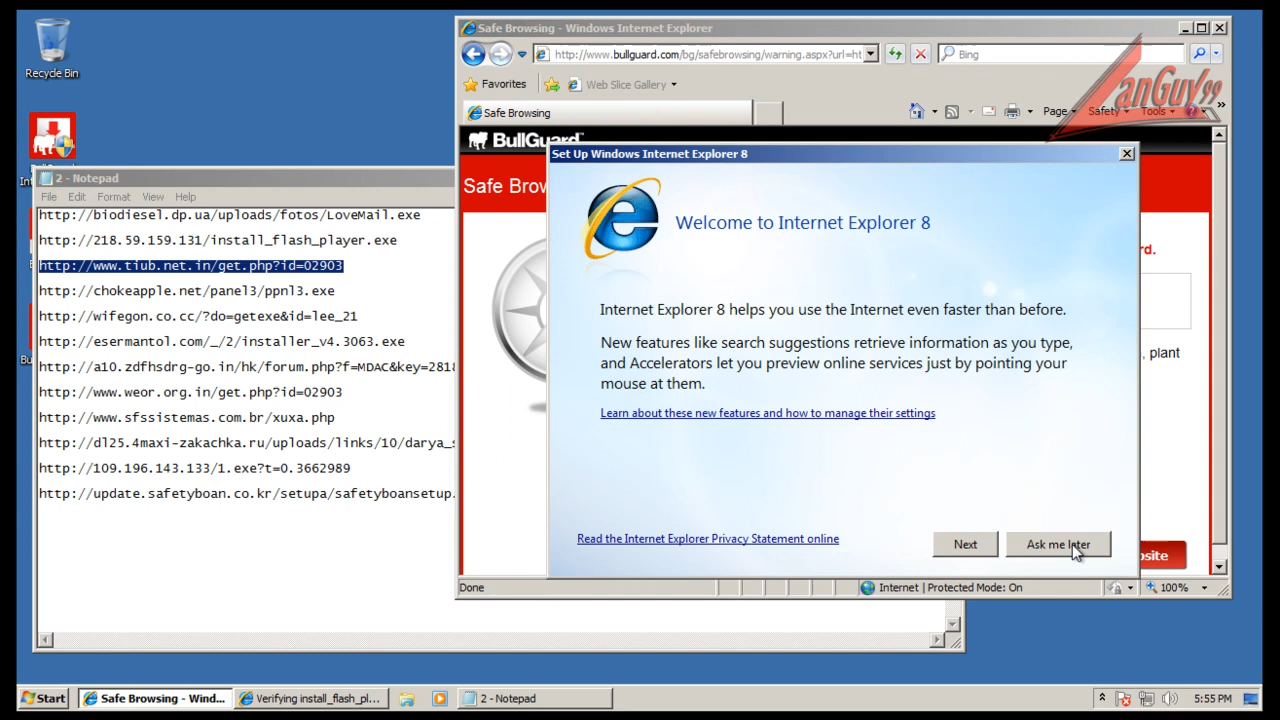 Recycle Bin
2 - Notepad
File Edit Format View Help
http://biodiesel.dp.ua/uploads/fotos/LoveMail.exe
http://218.59.159.131/install_flash_player.exe
http://www.tiub.net.in/get.php?id=02903
http://chokeapple.net/panel3/ppnl3.exe
http://wifegon.co.cc/?do=getexe&id=lee_21
http://esermantol.com/_/2/installer_v4.3063.exe
http://a10.zdfhsdrg-go.in/hk/forum.php?f=MDAC&key=2818
http://www.weor.org.in/get.php?id=02903
http://www.sfssistemas.com.br/xuxa.php
http://dl25.4maxi-zakachka.ru/uploads/links/10/darya_s
http://109.196.143.133/1.exe?t=0.3662989
http://update.safetyboan.co.kr/setupa/safetyboansetup.
Safe Browsing - Windows Internet Explorer
http://www.bullguard.com/bg/safebrowsing/warning.aspx?url=ht
Bing
Favorites Web Slice Gallery
Safe Browsing
Page Safety Tools
anGuy99
BullGuard
Safe Brow
rd.
, plant
site
Set Up Windows Internet Explorer 8
Welcome to Internet Explorer 8
Internet Explorer 8 helps you use the Internet even faster than before.
New features like search suggestions retrieve information as you type,
and Accelerators let you preview online services just by pointing your
mouse at them.
Learn about these new features and how to manage their settings
Read the Internet Explorer Privacy Statement online
Next Ask me later
Done Internet | Protected Mode: On 100%
Start Safe Browsing - Wind... Verifying install_flash_pl... 2 - Notepad 5:55 PM